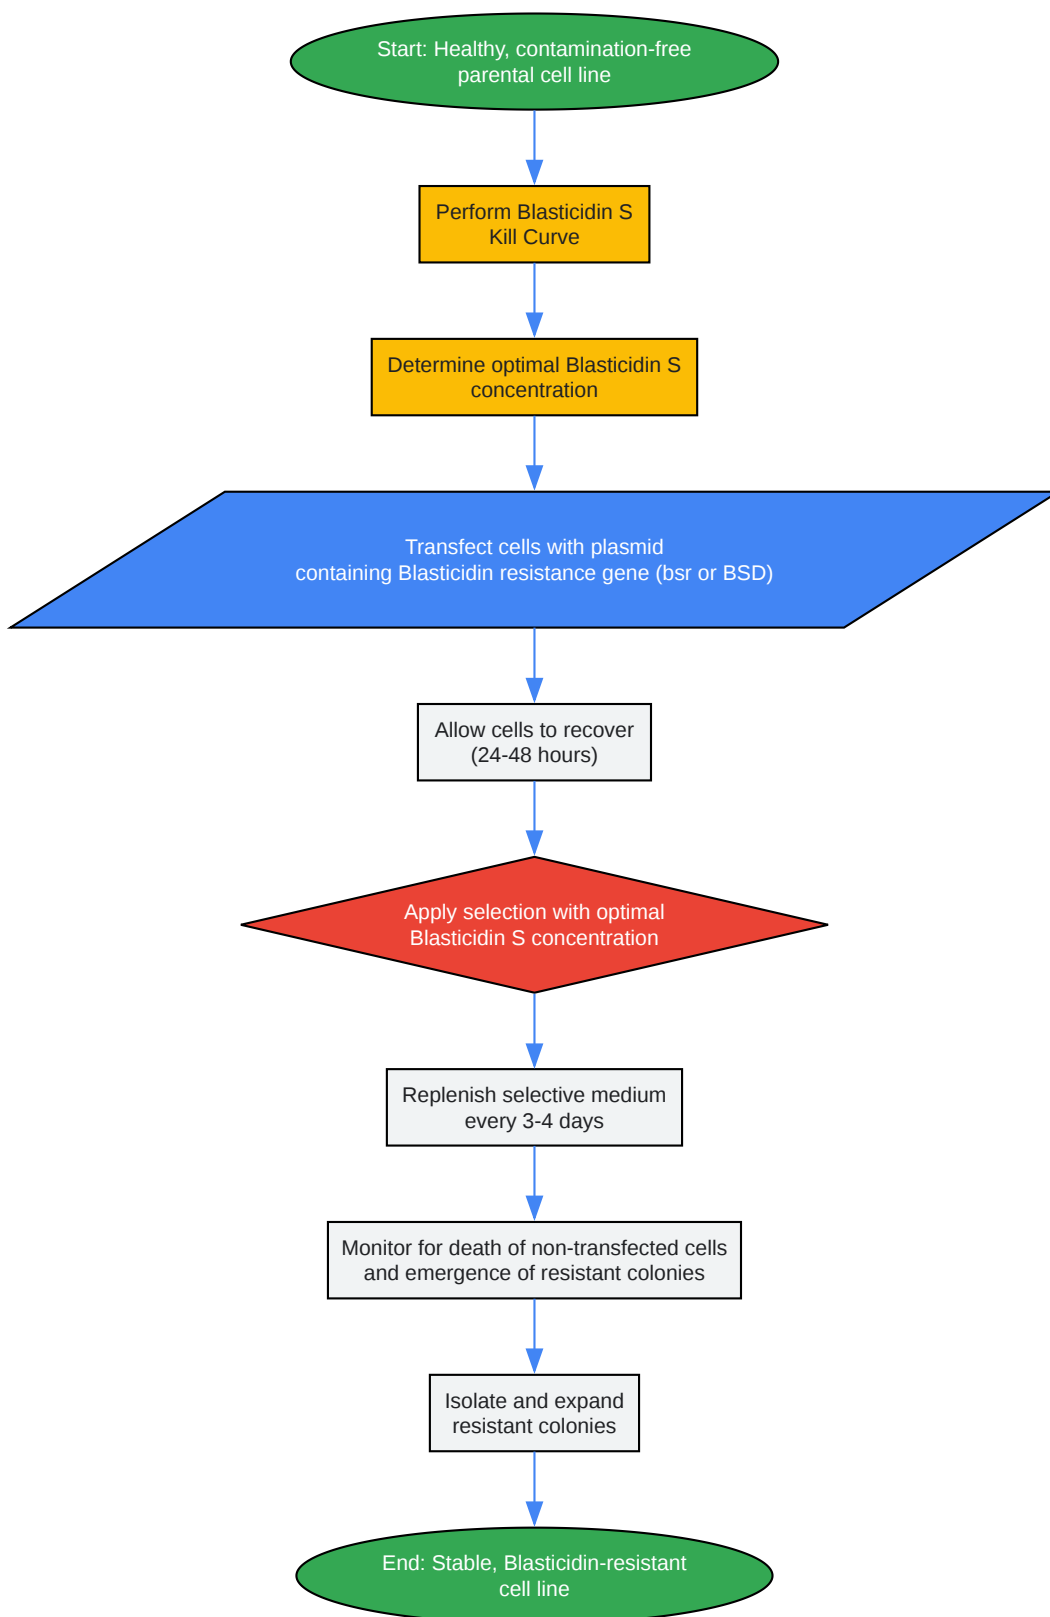 Start: Healthy, contamination-free
parental cell line
Perform Blasticidin S
Kill Curve
Determine optimal Blasticidin S
concentration
Transfect cells with plasmid
containing Blasticidin resistance gene (bsr or BSD)
Allow cells to recover
(24-48 hours)
Apply selection with optimal
Blasticidin S concentration
Replenish selective medium
every 3-4 days
Monitor for death of non-transfected cells
and emergence of resistant colonies
Isolate and expand
resistant colonies
End: Stable, Blasticidin-resistant
cell line